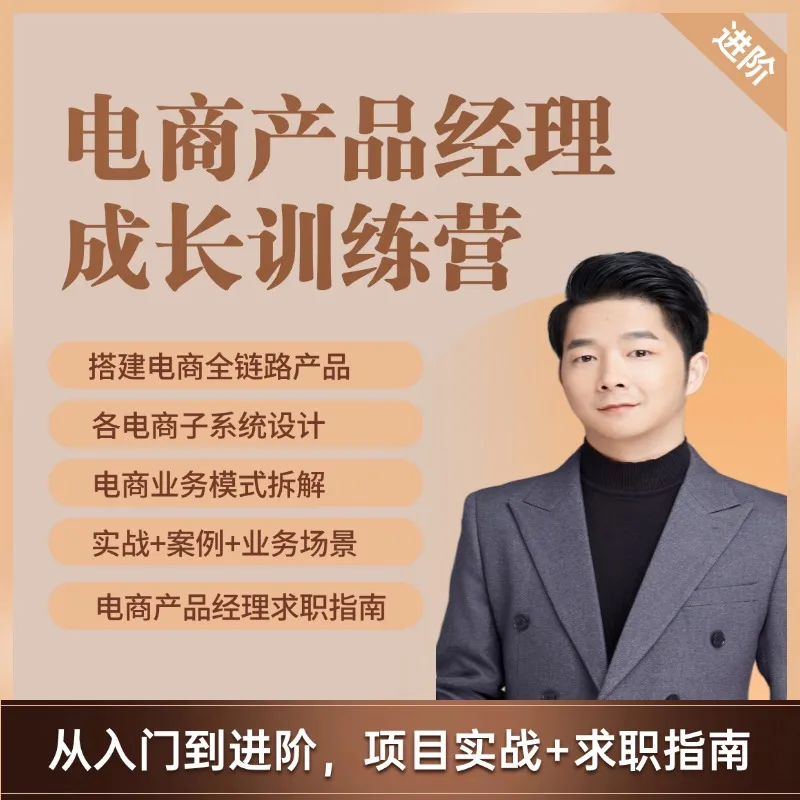 进阶
电商产品经理
成长训练营
搭建电商全链路产品
各电商子系统设计
电商业务模式拆解
实战+案例+业务场景
电商产品经理求职指南
从入门到进阶，项目实战+求职指南